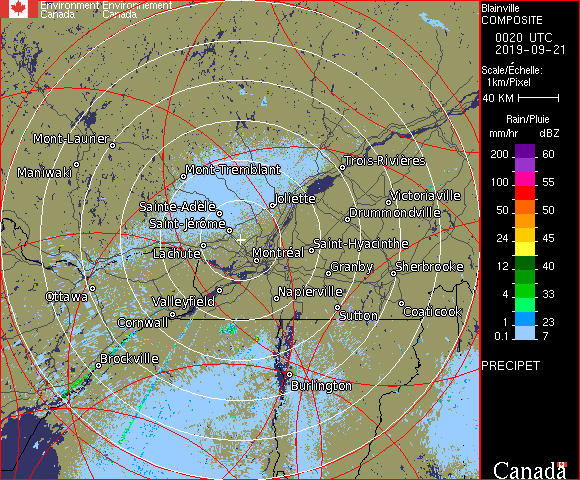 Environment Environnement
Canada Canada
Blainville
COMPOSITE
0020 UTC
2019-09-21
Scale/Échelle:
1km/Pixel
40 KM
Rain/Pluie
mm/hr dBZ
200 60
100 55
50 50
24 45
12 40
4 33
1 23
0.1 7
PRECIPET
Canada
Mont-Laurier
Maniwaki
Mont-Tremblant
Trois-Rivières
Victoriaville
Joliette
Sainte-Adèle
Drummondville
Saint-Jérôme
Lachute
Montréal
Saint-Hyacinthe
Granby
Sherbrooke
Ottawa
Valleyfield
Napierville
Cornwall
Sutton
Coaticook
Brockville
Burlington